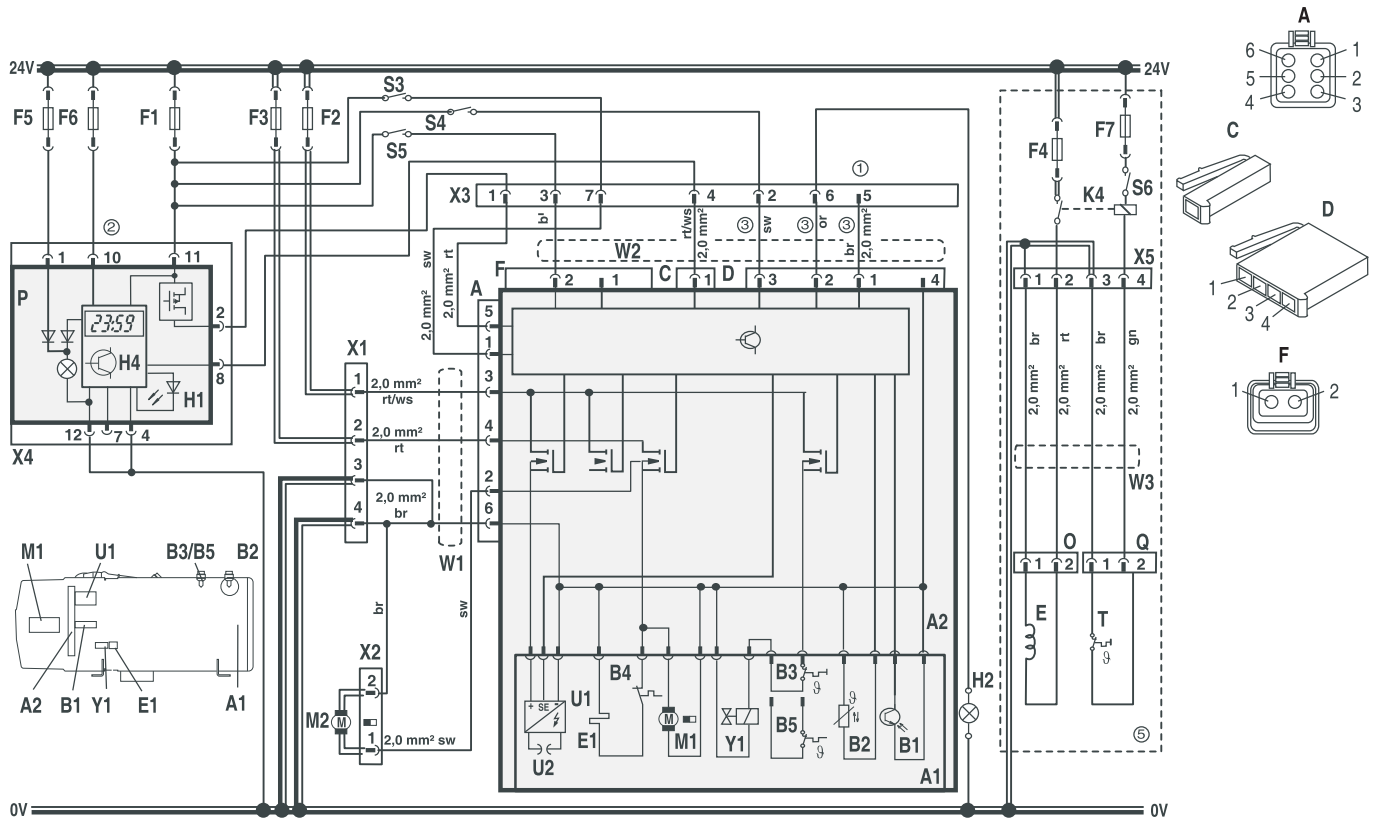 A
6 1
5 2
4 3
24V 24V
F5 F6 F1 F3 F2
S3
S4
S5
F4 F7
K4 S6
C
D
1 2 3 4
F
1 2
①
X3 1 3 7 4 2 6 5
b'
rt/ws
2,0 mm²
③ sw
③ or
③ br
2,0 mm²
W2
②
1 10 11
P
23:59
H4
H1
2
8
12 7 4
X4
sw
2,0 mm²
rt
2,0 mm²
F 2 1 C 1 D 3 2 1 4
A
5
1
3
4
2
6
X1
1
2
3
4
2,0 mm²
rt/ws
2,0 mm²
rt
2,0 mm²
br
W1
X5
1 2 3 4
2,0 mm² br
2,0 mm² rt
2,0 mm² br
2,0 mm² gn
W3
O
1 2
Q
1 2
E
T
ϑ
⑤
M1 U1 B3/B5 B2
A2 B1 Y1 E1 A1
br
sw
X2
2
1
M2 M
2,0 mm² sw
A2
+ SE -
U1
U2
E1
B4
M
M1
Y1
B3
ϑ
B5
ϑ
ϑ
B2
B1
A1
H2
0V 0V